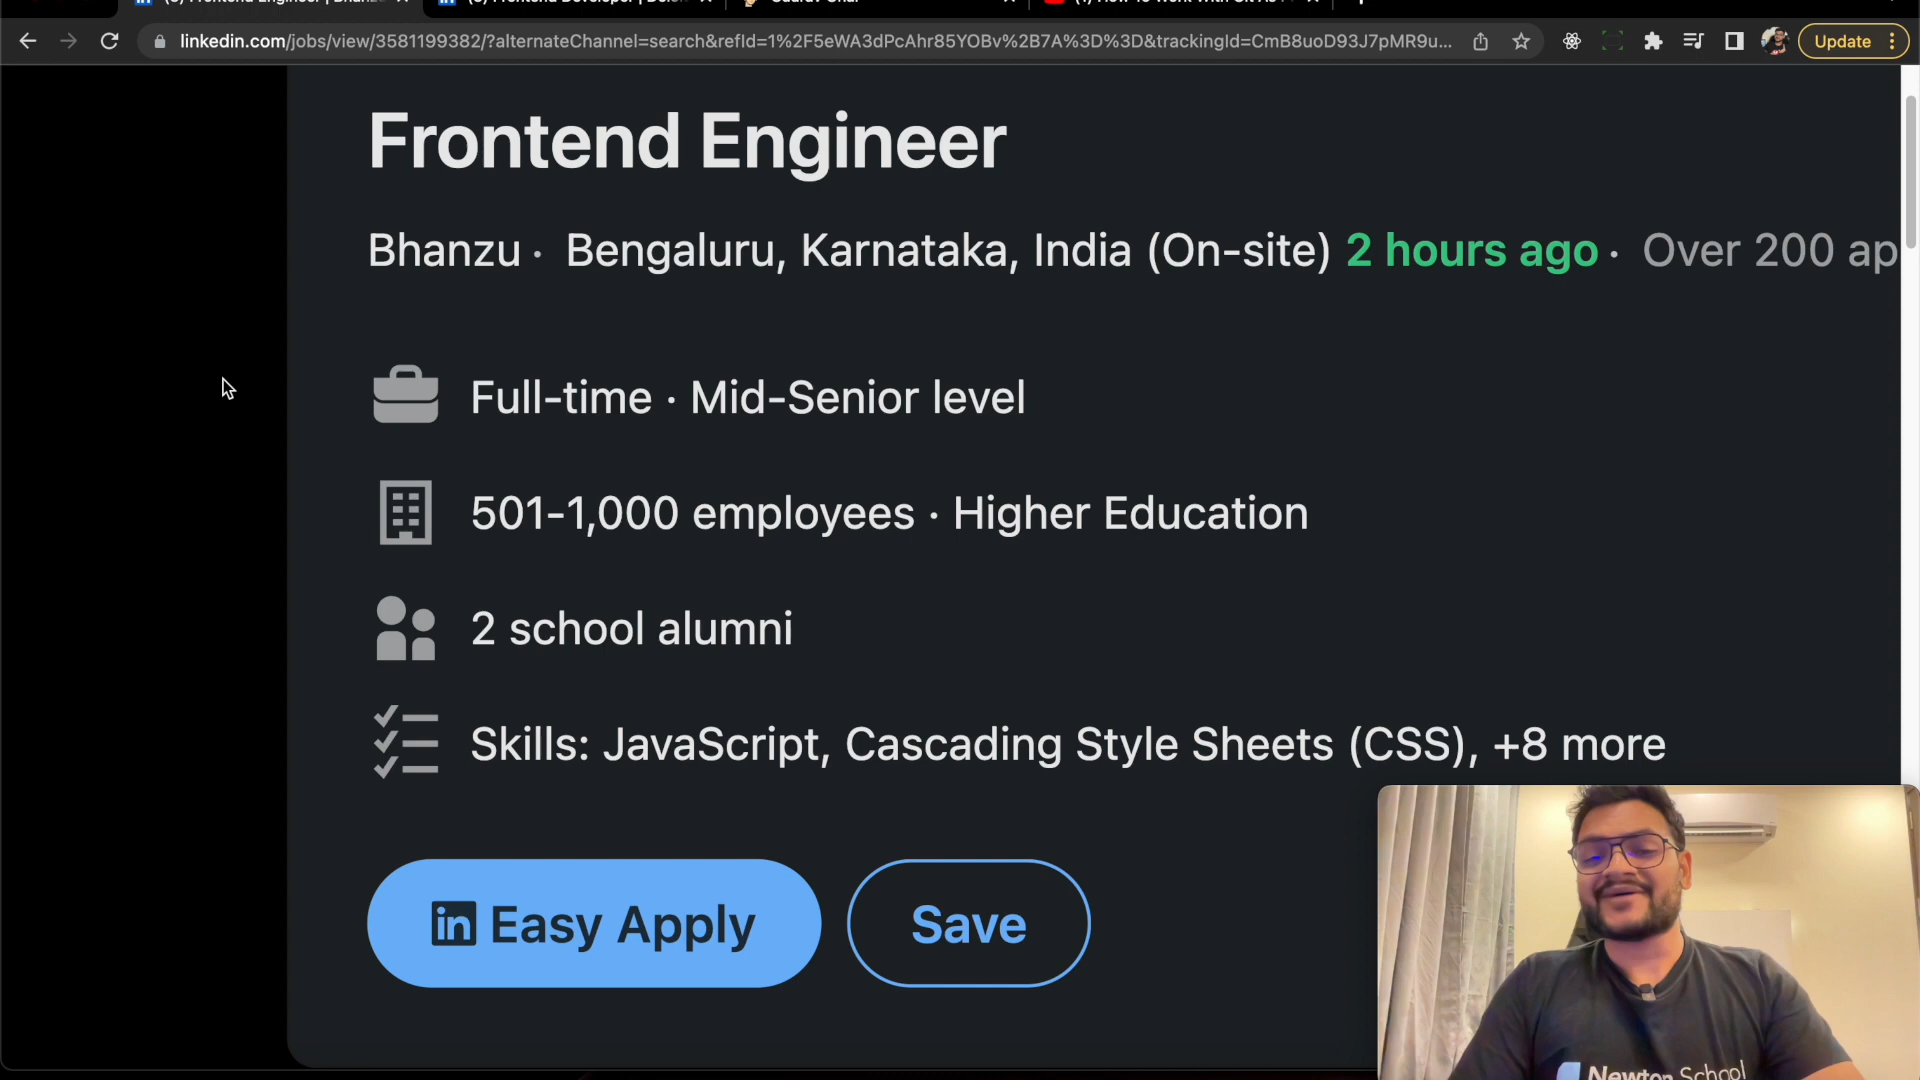 linkedin.com/jobs/view/3581199382/?alternateChannel=search&refId=1%2F5eWA3dPcAhr85YOBv%2B7A%3D%3D&trackingId=CmB8uoD93J7pMR9u...
Update
Frontend Engineer
Bhanzu · Bengaluru, Karnataka, India (On-site) 2 hours ago · Over 200 ap
Full-time · Mid-Senior level
501-1,000 employees · Higher Education
2 school alumni
Skills: JavaScript, Cascading Style Sheets (CSS), +8 more
in Easy Apply
Save
Newton School